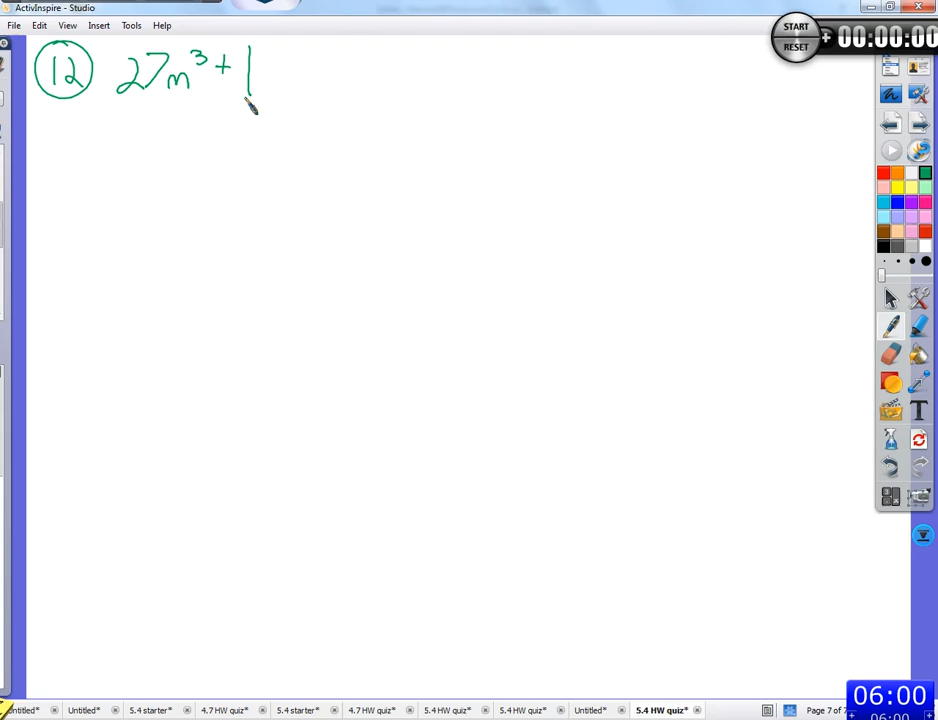 ActivInspire - Studio
START
RESET
00:00:00
File Edit View Insert Tools Help
12 27m³ + 1
06:00
untitled* Untitled* 5.4 starter* 4.7 HW quiz* 5.4 starter* 4.7 HW quiz* 5.4 HW quiz* 5.4 HW quiz* Untitled* 5.4 HW quiz* Page 7 of 7
06:00